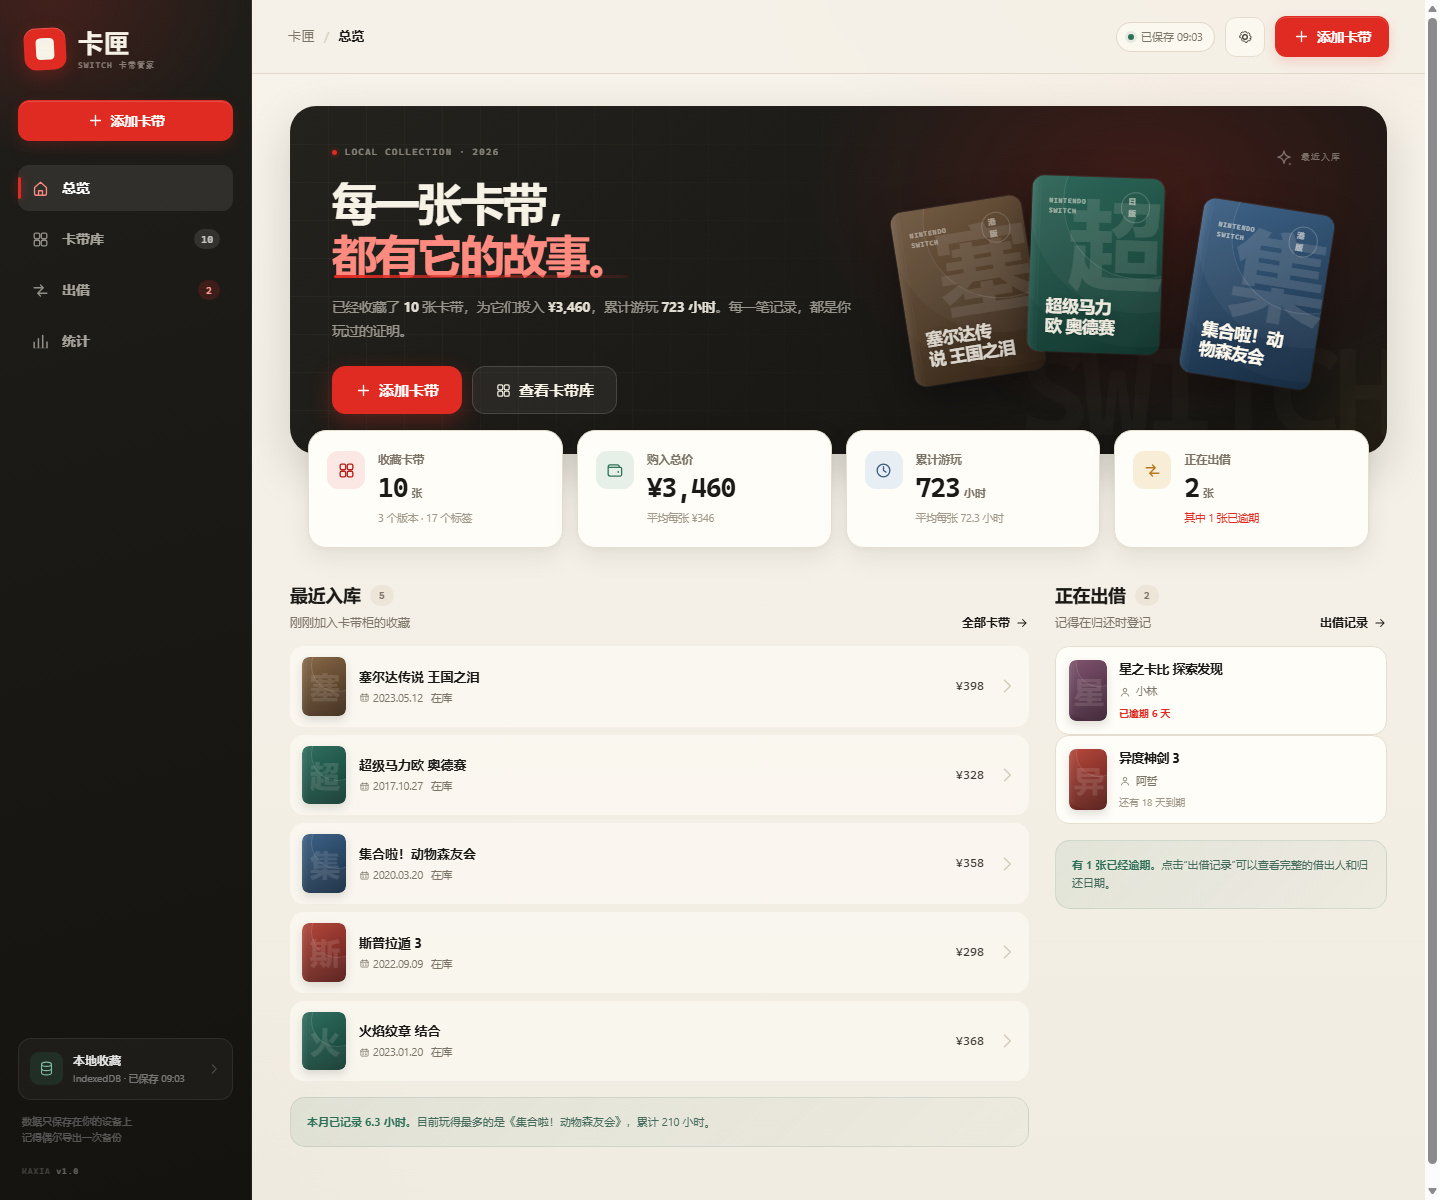 卡匣
SWITCH 卡带管家
添加卡带
总览
卡带库 10
出借 2
统计
本地收藏
IndexedDB · 已保存 09:03
数据只保存在你的设备上
记得偶尔导出一次备份
KAXIA v1.0
卡匣 / 总览
已保存 09:03
添加卡带
LOCAL COLLECTION · 2026
每一张卡带，
都有它的故事。
已经收藏了 10 张卡带，为它们投入 ¥3,460，累计游玩 723 小时。每一笔记录，都是你
玩过的证明。
添加卡带
查看卡带库
最近入库
NINTENDO
SWITCH
港
版
塞
塞尔达传
说 王国之泪
NINTENDO
SWITCH
日
版
超
超级马力
欧 奥德赛
NINTENDO
SWITCH
港
版
集
集合啦！动
物森友会
SWITCH
收藏卡带
10 张
3 个版本 · 17 个标签
购入总价
¥3,460
平均每张 ¥346
累计游玩
723 小时
平均每张 72.3 小时
正在出借
2 张
其中 1 张已逾期
最近入库 5
刚刚加入卡带柜的收藏
全部卡带 →
塞
塞尔达传说 王国之泪
2023.05.12 在库
¥398
超
超级马力欧 奥德赛
2017.10.27 在库
¥328
集
集合啦！动物森友会
2020.03.20 在库
¥358
斯
斯普拉遁 3
2022.09.09 在库
¥298
火
火焰纹章 结合
2023.01.20 在库
¥368
本月已记录 6.3 小时。目前玩得最多的是《集合啦！动物森友会》，累计 210 小时。
正在出借 2
记得在归还时登记
出借记录 →
星
星之卡比 探索发现
小林
已逾期 6 天
异
异度神剑 3
阿哲
还有 18 天到期
有 1 张已经逾期。点击“出借记录”可以查看完整的借出人和归
还日期。